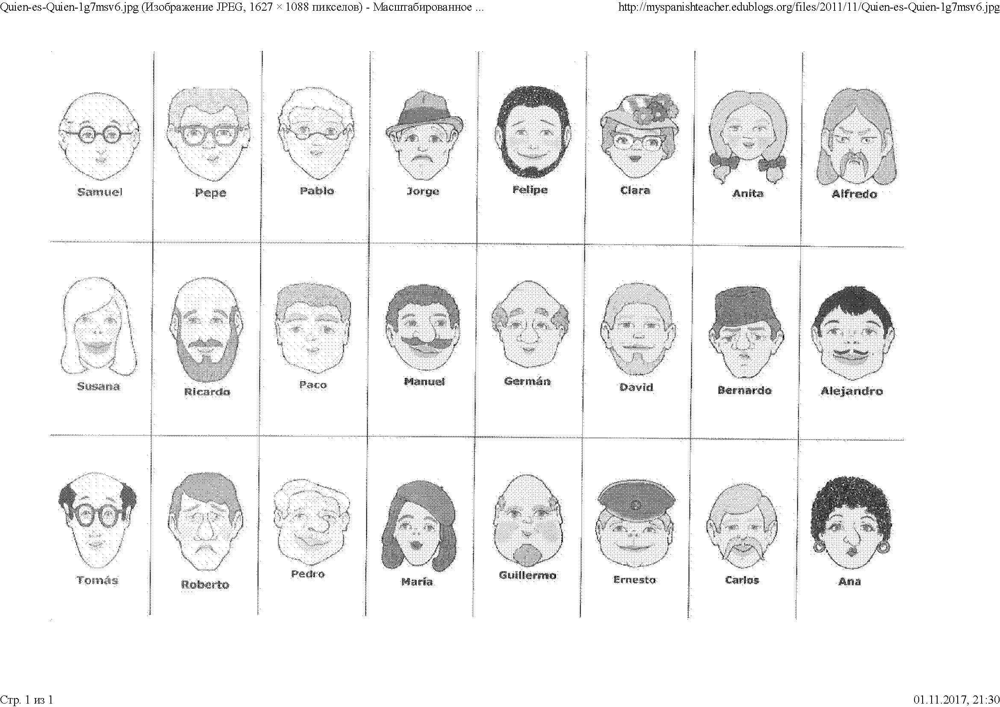 Quien-es-Quien-1g7msv6.jpg (Изображение JPEG, 1627 × 1088 пикселов) - Масштабированное ...
http://myspanishteacher.edublogs.org/files/2011/11/Quien-es-Quien-1g7msv6.jpg
Samuel
Pepe
Pablo
Jorge
Felipe
Clara
Anita
Alfredo
Susana
Ricardo
Paco
Manuel
Germán
David
Bernardo
Alejandro
Tomás
Roberto
Pedro
María
Guillermo
Ernesto
Carlos
Ana
Стр. 1 из 1
01.11.2017, 21:30